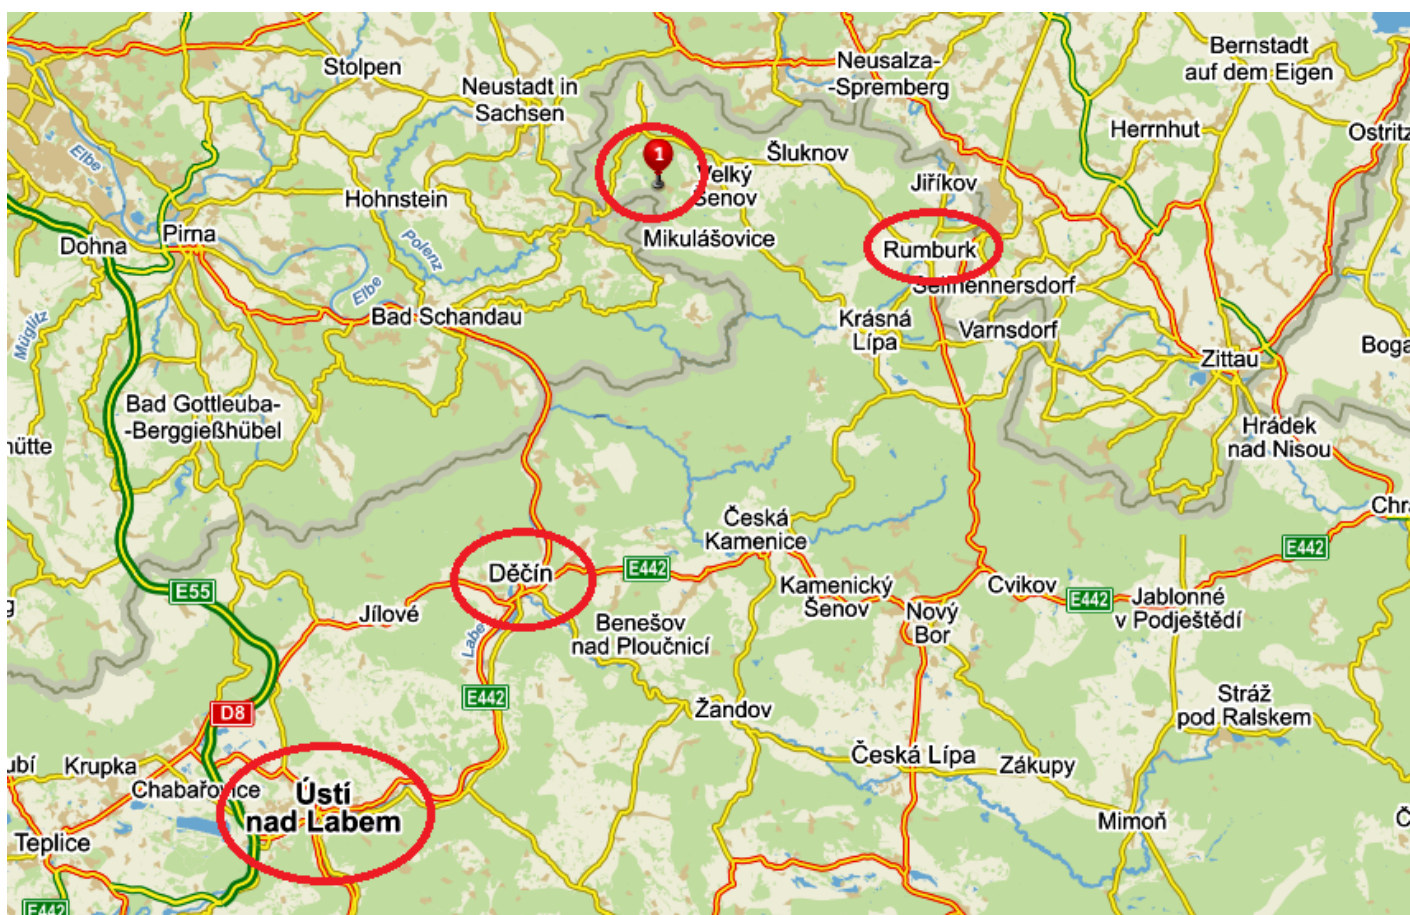 Stolpen
Neustadt in
Sachsen
Neusalza-
-Spremberg
Bernstadt
auf dem Eigen
Herrnhut
Ostritz
Elbe
1
Šluknov
Velký
Šenov
Jiříkov
Hohnstein
Pirna
Dohna
Polenz
Mikulášovice
Rumburk
Seifhennersdorf
Elbe
Bad Schandau
Müglitz
Krásná
Lípa
Varnsdorf
Zittau
Boga
Bad Gottleuba-
-Berggießhübel
hütte
Hrádek
nad Nisou
Chra
Česká
Kamenice
E442
E442
Děčín
E55
Kamenický
Šenov
Cvikov
E442
Jablonné
v Podještědí
Jílové
Nový
Bor
Benešov
nad Ploučnicí
Labe
E442
D8
Žandov
Stráž
pod Ralskem
ubí
Krupka
Chabařovice
Česká Lípa
Zákupy
Ústí
nad Labem
Mimoň
Č
Teplice
E442